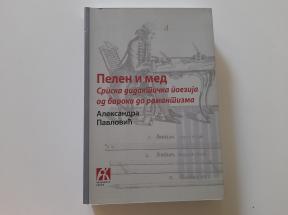 Пелен и мед
Српска дидактичка поезија
од барока до романтизма
Александра
Павловић